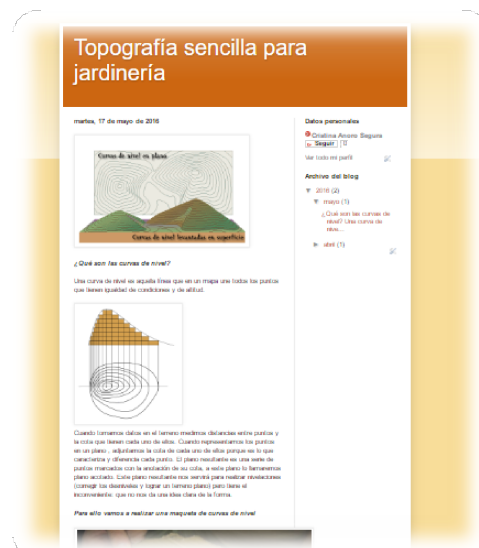 Topografía sencilla para
jardinería
martes, 17 de mayo de 2016
Curvas de nivel en plano
Curvas de nivel levantadas en superficie
¿Qué son las curvas de nivel?
Una curva de nivel es aquella línea que en un mapa une todos los puntos
que tienen igualdad de condiciones y de altitud.
Cuando tomamos datos en el terreno medimos distancias entre puntos y
la cota que tienen cada uno de ellos. Cuando representamos los puntos
en un plano , adjuntamos la cota de cada uno de ellos porque es lo que
caracteriza y diferencia cada punto. El plano resultante es una serie de
puntos marcados con la anotación de su cota, a este plano lo llamaremos
plano acotado. Este plano resultante nos servirá para realizar nivelaciones
(corregir los desniveles y lograr un terreno plano) pero tiene el
inconveniente: que no nos da una idea clara de la forma.
Para ello vamos a realizar una maqueta de curvas de nivel
Datos personales
Cristina Segura
Seguir
Ver todo mi perfil
Archivo del blog
▼ 2016 (2)
▼ mayo (1)
¿Qué son las curvas de
nivel? Una curva de
nive...
► abril (1)